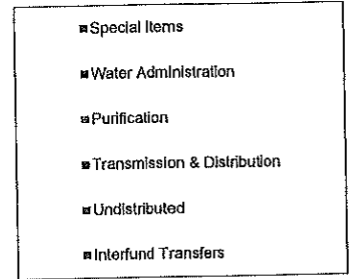 Special Items
Water Administration
Purification
Transmission & Distribution
Undistributed
Interfund Transfers